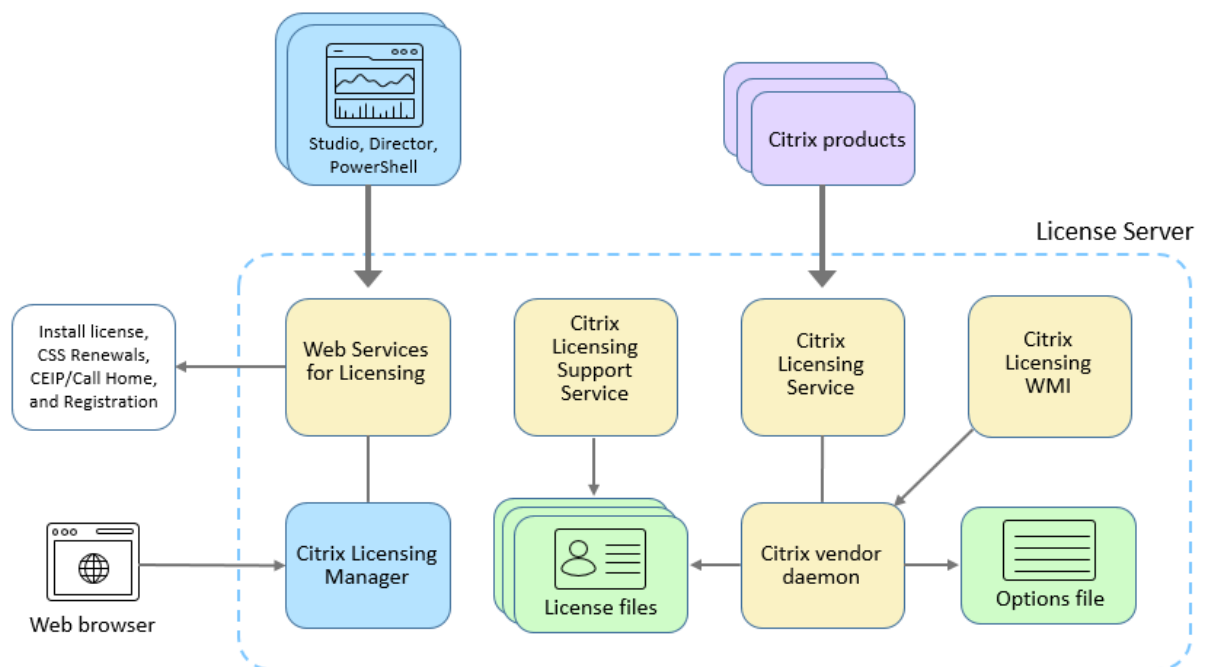 Studio, Director,
PowerShell
Citrix products
License Server
Install license,
CSS Renewals,
CEIP/Call Home,
and Registration
Web Services
for Licensing
Citrix
Licensing
Support
Service
Citrix
Licensing
Service
Citrix
Licensing
WMI
Web browser
Citrix Licensing
Manager
License files
Citrix vendor
daemon
Options file